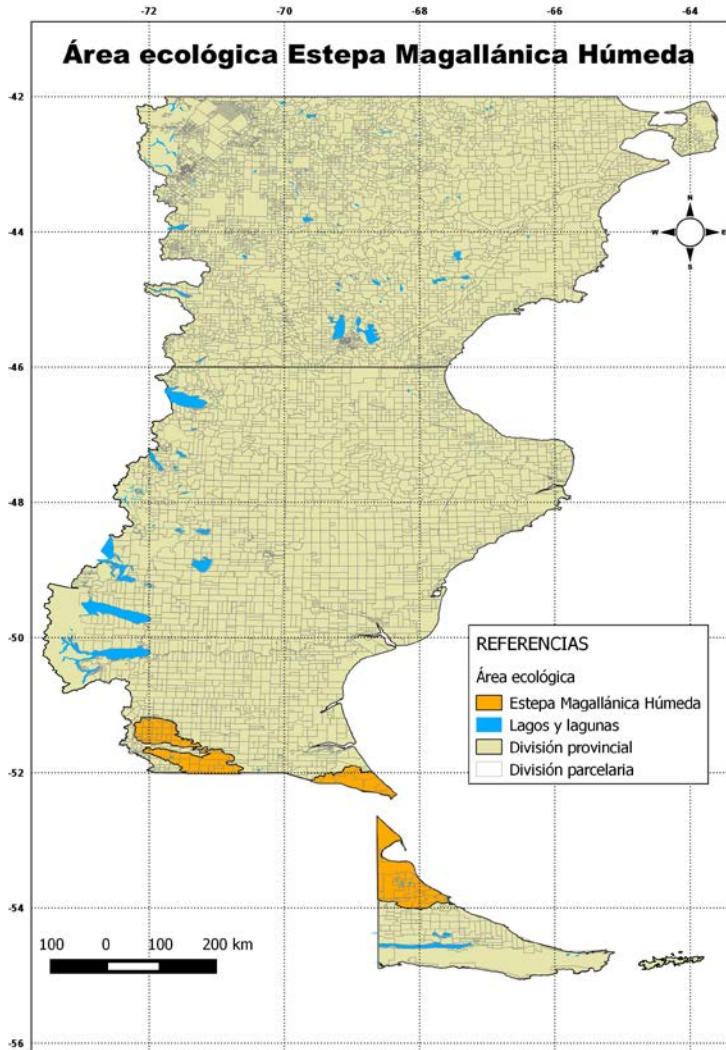 -72 -70 -68 -66 -64
Área ecológica Estepa Magallánica Húmeda
-42
N
-44
W E
S
-46
-48
-50
REFERENCIAS
Área ecológica
Estepa Magallánica Húmeda
Lagos y lagunas
División provincial
División parcelaria
-52
-54
100 0 100 200 km
-56